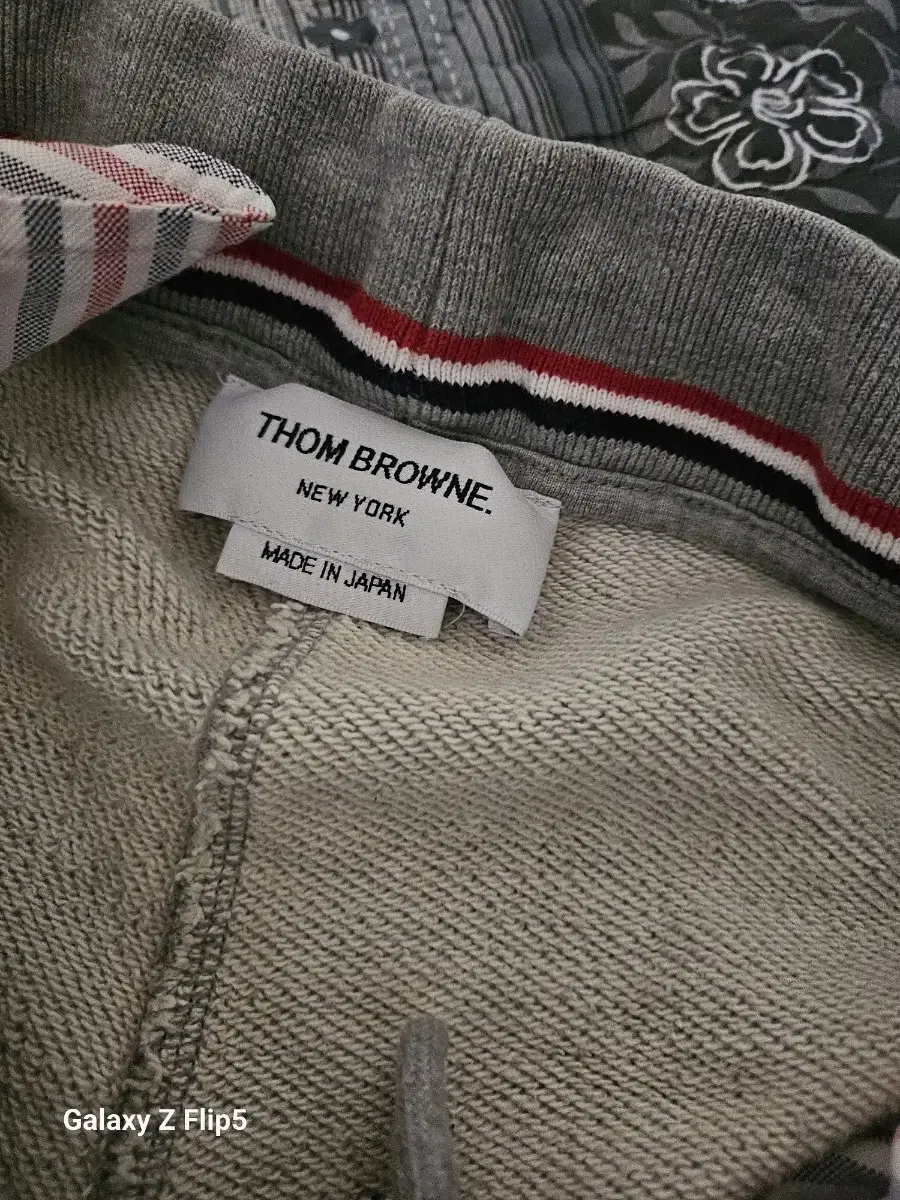 THOM BROWNE.
NEW YORK
MADE IN JAPAN
Galaxy Z Flip5